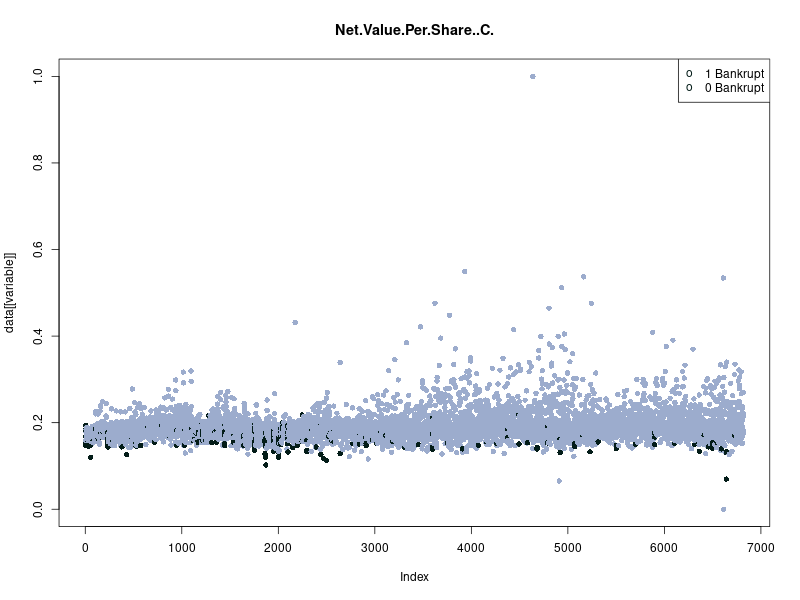 Net.Value.Per.Share..C.
1 Bankrupt
0 Bankrupt
1.0
0.8
0.6
0.4
0.2
0.0
data[[variable]]
0 1000 2000 3000 4000 5000 6000 7000
Index